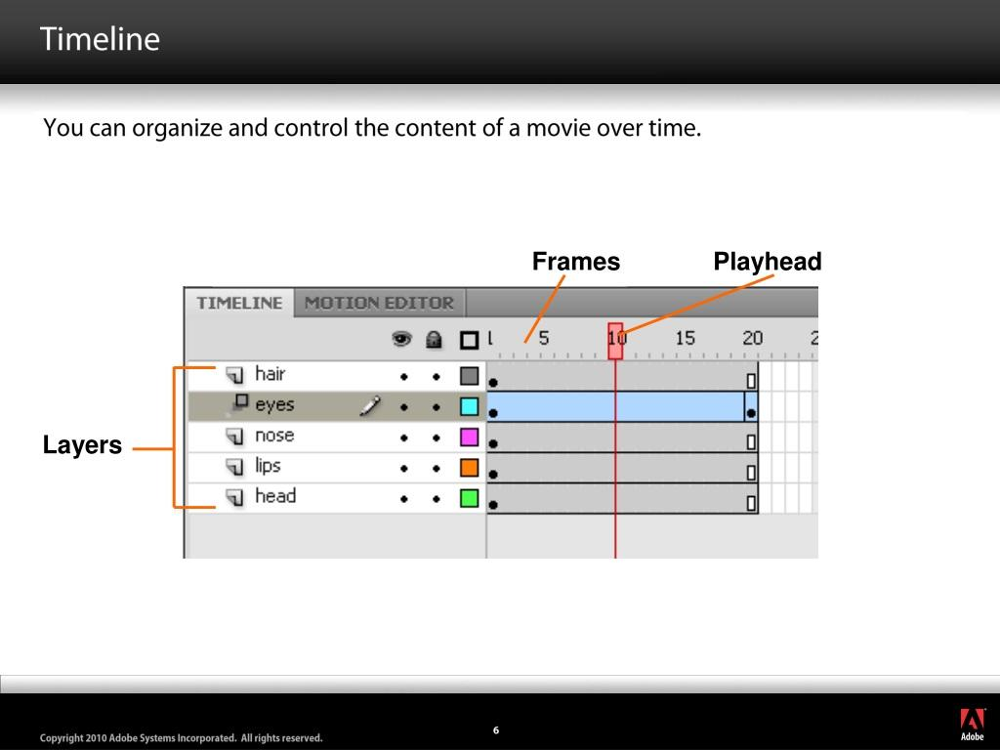 Timeline
You can organize and control the content of a movie over time.
Frames Playhead
TIMELINE MOTION EDITOR
5 10 15 20
hair
eyes
nose
Layers
lips
head
Copyright 2010 Adobe Systems Incorporated. All rights reserved.
6
Adobe